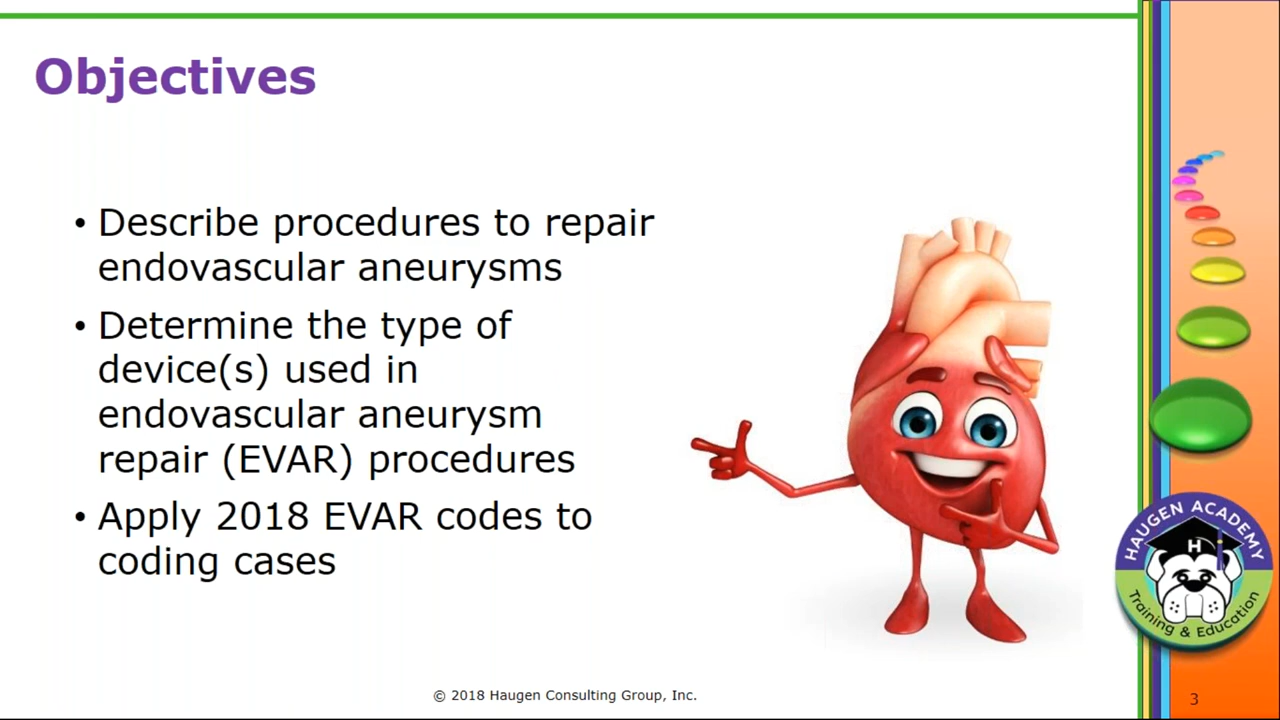 Objectives
• Describe procedures to repair
endovascular aneurysms
• Determine the type of
device(s) used in
endovascular aneurysm
repair (EVAR) procedures
• Apply 2018 EVAR codes to
coding cases
HAUGEN ACADEMY
H
Training & Education
© 2018 Haugen Consulting Group, Inc.
3